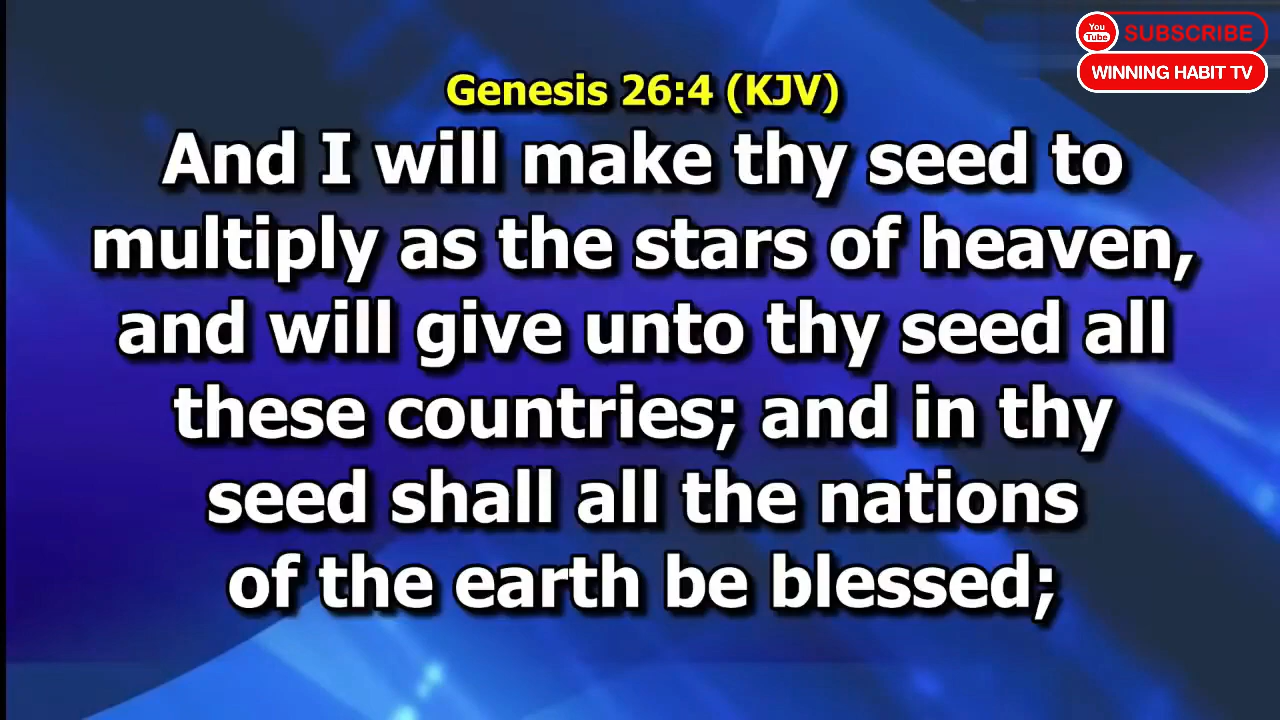 You
Tube
SUBSCRIBE
WINNING HABIT TV
Genesis 26:4 (KJV)
And I will make thy seed to
multiply as the stars of heaven,
and will give unto thy seed all
these countries; and in thy
seed shall all the nations
of the earth be blessed;